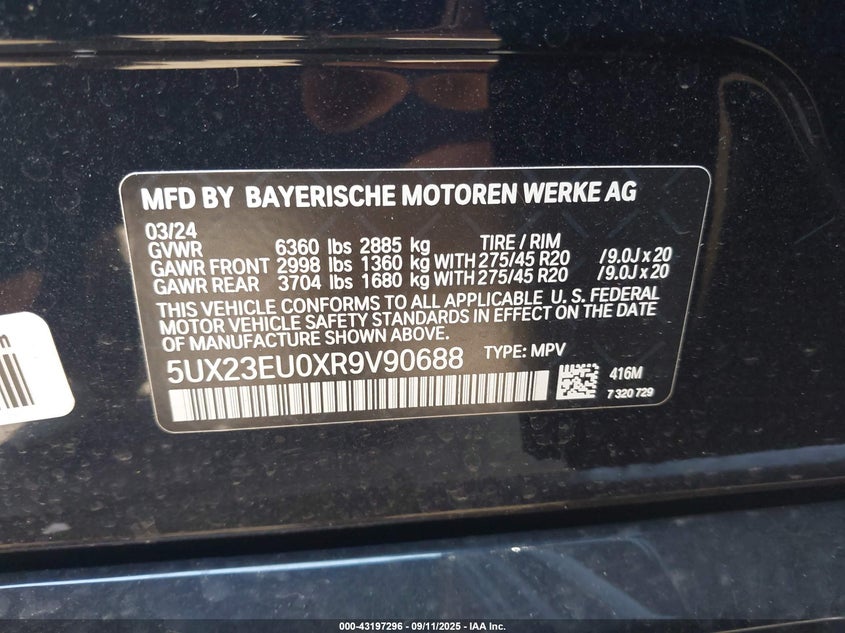 MFD BY BAYERISCHE MOTOREN WERKE AG
03/24
GVWR 6360 lbs 2885 kg TIRE / RIM
GAWR FRONT 2998 lbs 1360 kg WITH 275/45 R20 /9.0J x 20
GAWR REAR 3704 lbs 1680 kg WITH 275/45 R20 /9.0J x 20
THIS VEHICLE CONFORMS TO ALL APPLICABLE U. S. FEDERAL
MOTOR VEHICLE SAFETY STANDARDS IN EFFECT ON THE DATE
OF MANUFACTURE SHOWN ABOVE.
5UX23EU0XR9V90688 TYPE: MPV
416M
7 320 729
000-43197296 - 09/11/2025 - IAA Inc.